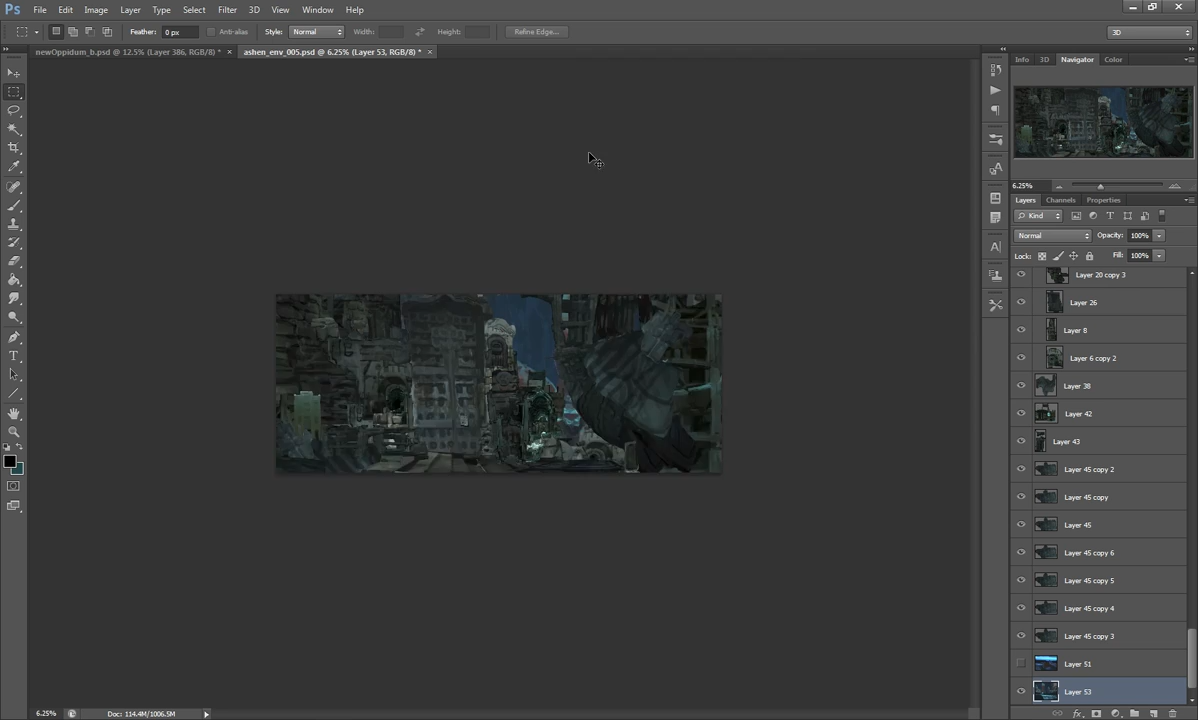 Ps File Edit Image Layer Type Select Filter 3D View Window Help
Feather: 0 px Anti-alias Style: Normal Width: Height: Refine Edge... 3D
newOppidum_b.psd @ 12.5% (Layer 386, RGB/8) * × ashen_env_005.psd @ 6.25% (Layer 53, RGB/8) * ×
Info 3D Navigator Color
6.25%
Layers Channels Properties
Kind
Normal Opacity: 100%
Lock: Fill: 100%
Layer 20 copy 3
Layer 26
Layer 8
Layer 6 copy 2
Layer 38
Layer 42
Layer 43
Layer 45 copy 2
Layer 45 copy
Layer 45
Layer 45 copy 6
Layer 45 copy 5
Layer 45 copy 4
Layer 45 copy 3
Layer 51
Layer 53
6.25% Doc: 114.4M/1006.5M